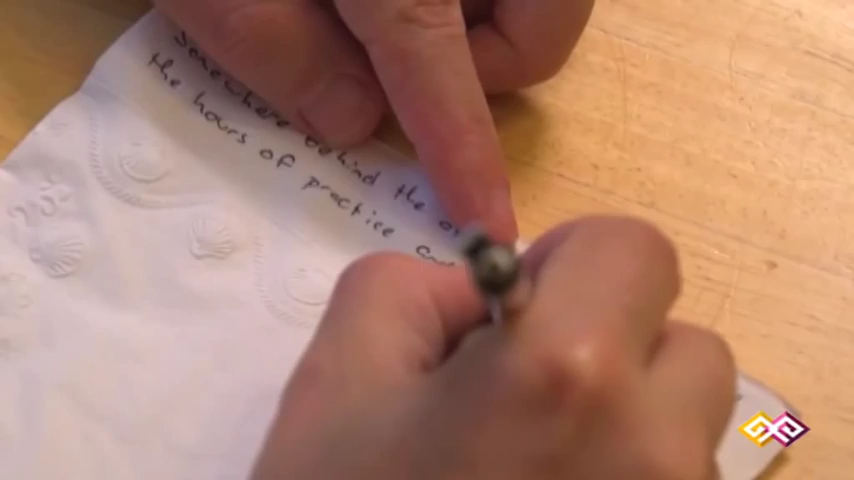 Somewhere behind the
the hours of practice